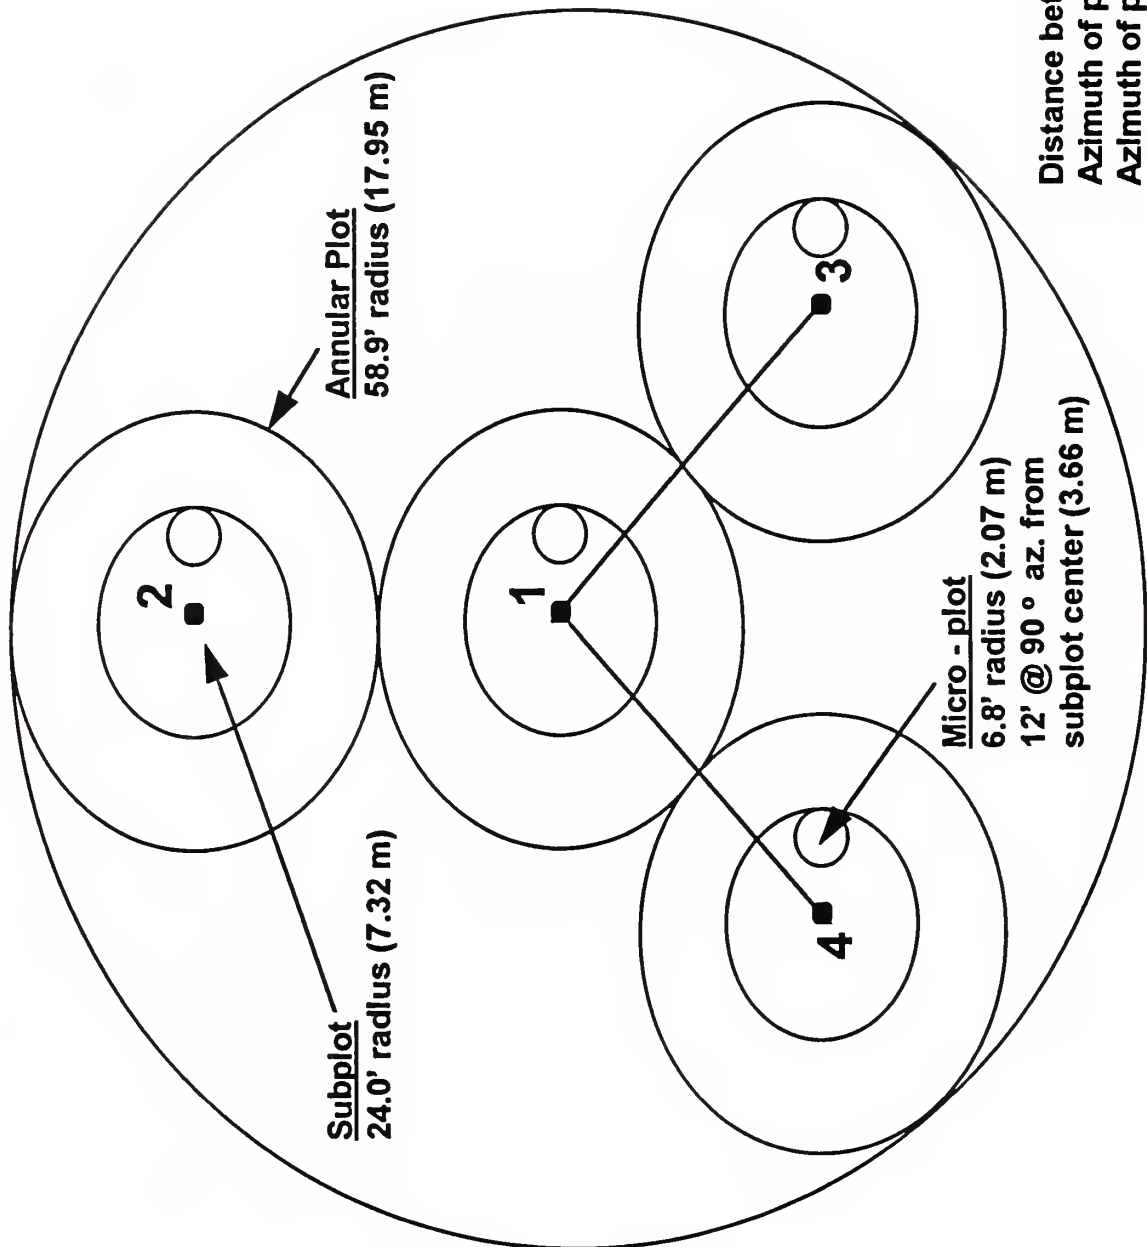 2
Annular Plot
58.9' radius (17.95 m)
Subplot
24.0' radius (7.32 m)
1
3
4
Micro - plot
6.8' radius (2.07 m)
12' @ 90° az. from
subplot center (3.66 m)
Distance bet
Azimuth of p
Azimuth of p